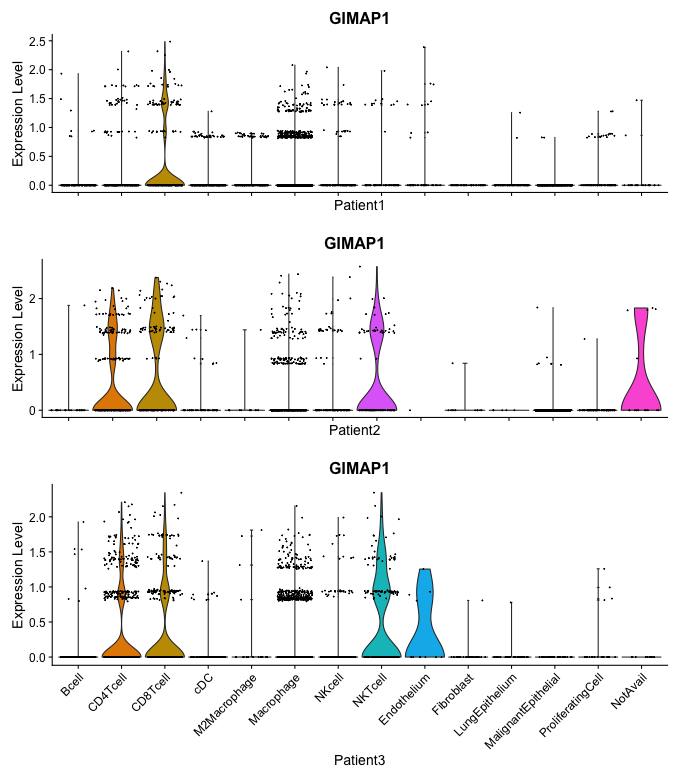 GIMAP1
Expression Level
2.5
2.0
1.5
1.0
0.5
0.0
Patient1
GIMAP1
Expression Level
2
1
0
Patient2
GIMAP1
Expression Level
2.0
1.5
1.0
0.5
0.0
Bcell
CD4Tcell
CD8Tcell
cDC
M2Macrophage
Macrophage
NKcell
NKTcell
Endothelium
Fibroblast
LungEpithelium
MalignantEpithelial
ProliferatingCell
NotAvail
Patient3